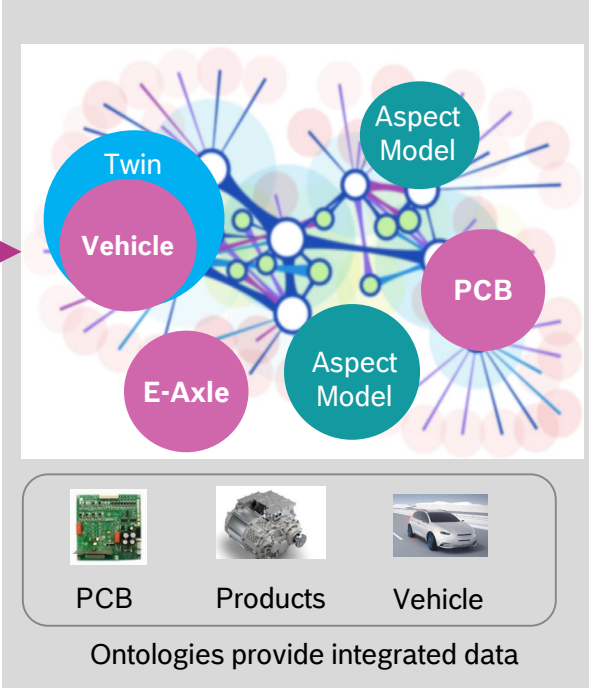 Aspect
Model
Twin
Vehicle
PCB
E-Axle
Aspect
Model
PCB
Products
Vehicle
Ontologies provide integrated data